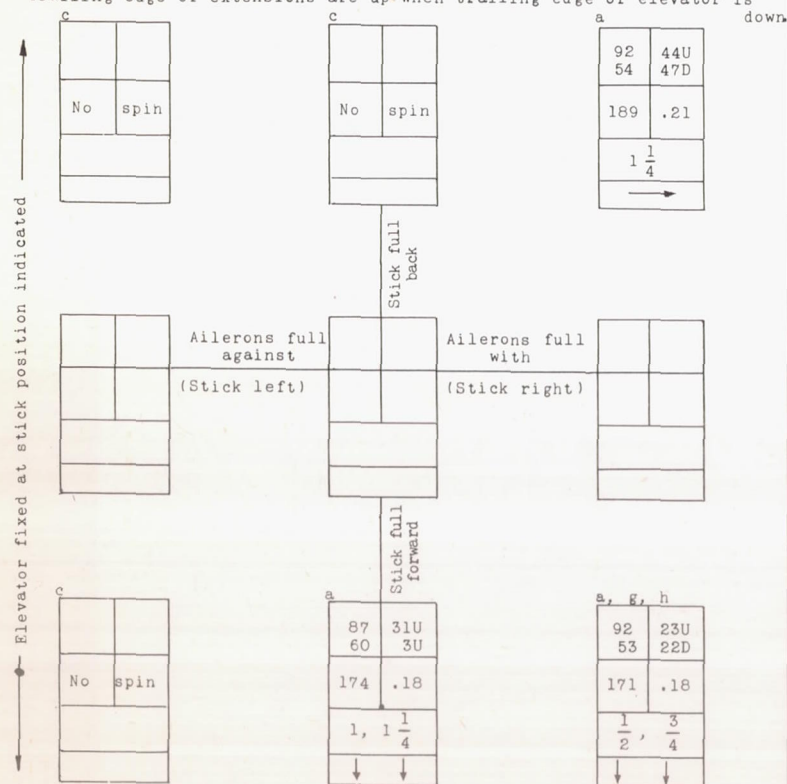 edge of extensions are up when trailing edge of elevator is
down.
c
c
a
No spin
No spin
92 44U
54 47D
189 .21
1 1/4
Stick full
back
Elevator fixed at stick position indicated
Ailerons full
against
(Stick left)
Ailerons full
with
(Stick right)
Stick full
forward
c
a
a, g, h
No spin
87 31U
60 3U
174 .18
1, 1 1/4
92 23U
53 22D
171 .18
1/2, 3/4